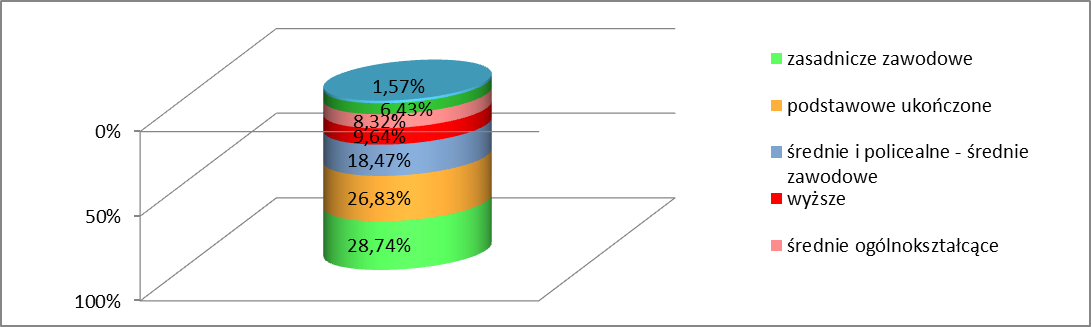 1,57%
6,43%
8,32%
9,64%
18,47%
26,83%
28,74%
0%
50%
100%
zasadnicze zawodowe
podstawowe ukończone
średnie i policealne - średnie
zawodowe
wyższe
średnie ogólnokształcące